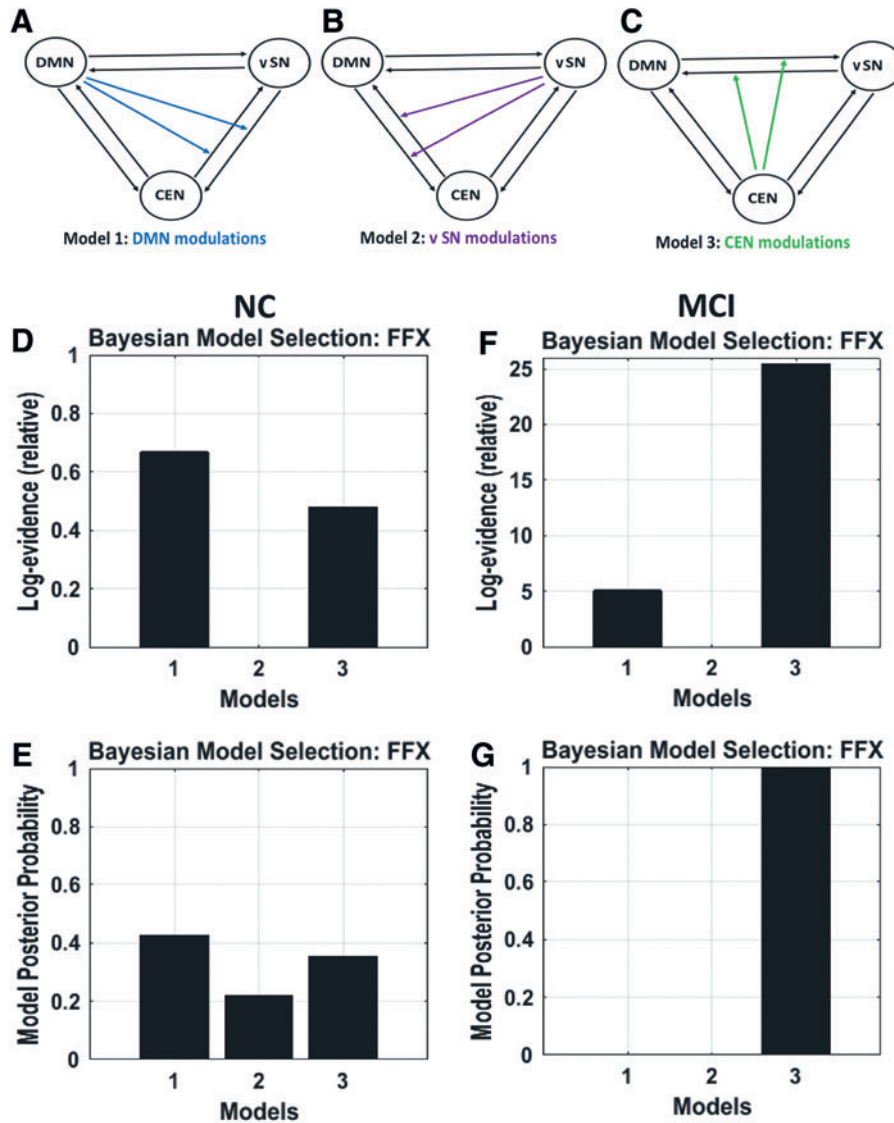 A
DMN
vSN
CEN
Model 1: DMN modulations
B
DMN
vSN
CEN
Model 2: v SN modulations
C
DMN
vSN
CEN
Model 3: CEN modulations
NC
D
Bayesian Model Selection: FFX
Log-evidence (relative)
1
0.8
0.6
0.4
0.2
0
1 2 3
Models
MCI
F
Bayesian Model Selection: FFX
Log-evidence (relative)
25
20
15
10
5
0
1 2 3
Models
E
Bayesian Model Selection: FFX
Model Posterior Probability
1
0.8
0.6
0.4
0.2
0
1 2 3
Models
G
Bayesian Model Selection: FFX
Model Posterior Probability
1
0.8
0.6
0.4
0.2
0
1 2 3
Models